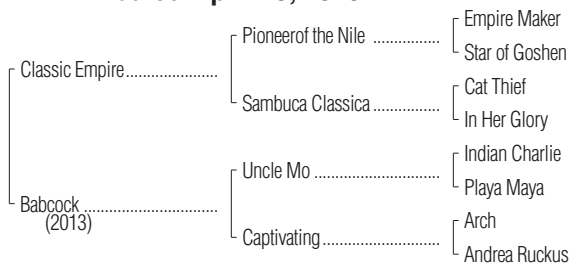 Empire Maker
Pioneerof the Nile ................
Star of Goshen
Classic Empire......................
Cat Thief
Sambuca Classica ................
In Her Glory
Indian Charlie
Uncle Mo ..............................
Playa Maya
Babcock ................................
(2013)
Arch
Captivating............................
Andrea Ruckus